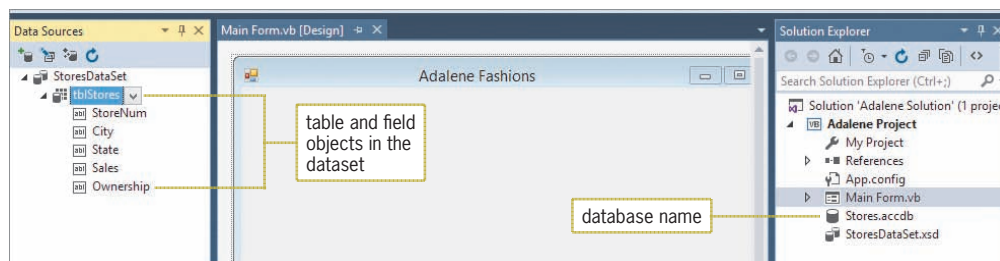 Data Sources
StoresDataSet
tblStores
StoreNum
City
State
Sales
Ownership
Main Form.vb [Design]
Adalene Fashions
table and field
objects in the
dataset
database name
Solution Explorer
Search Solution Explorer (Ctrl+;)
Solution 'Adalene Solution' (1 projec
VB Adalene Project
My Project
References
App.config
Main Form.vb
Stores.accdb
StoresDataSet.xsd